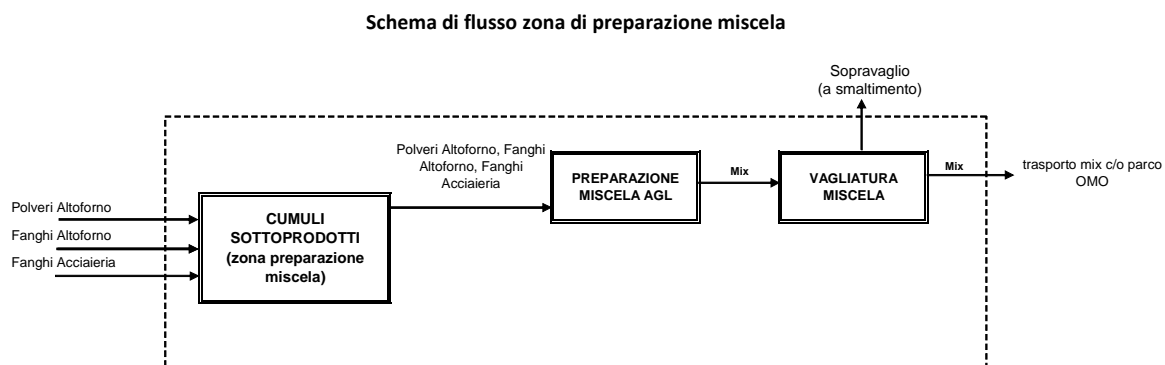 Schema di flusso zona di preparazione miscela
Sopravaglio
(a smaltimento)
Polveri Altoforno, Fanghi
Altoforno, Fanghi
Acciaieria
PREPARAZIONE
MISCELA AGL
Mix
VAGLIATURA
MISCELA
Mix
trasporto mix c/o parco
OMO
Polveri Altoforno
Fanghi Altoforno
Fanghi Acciaieria
CUMULI
SOTTOPRODOTTI
(zona preparazione
miscela)